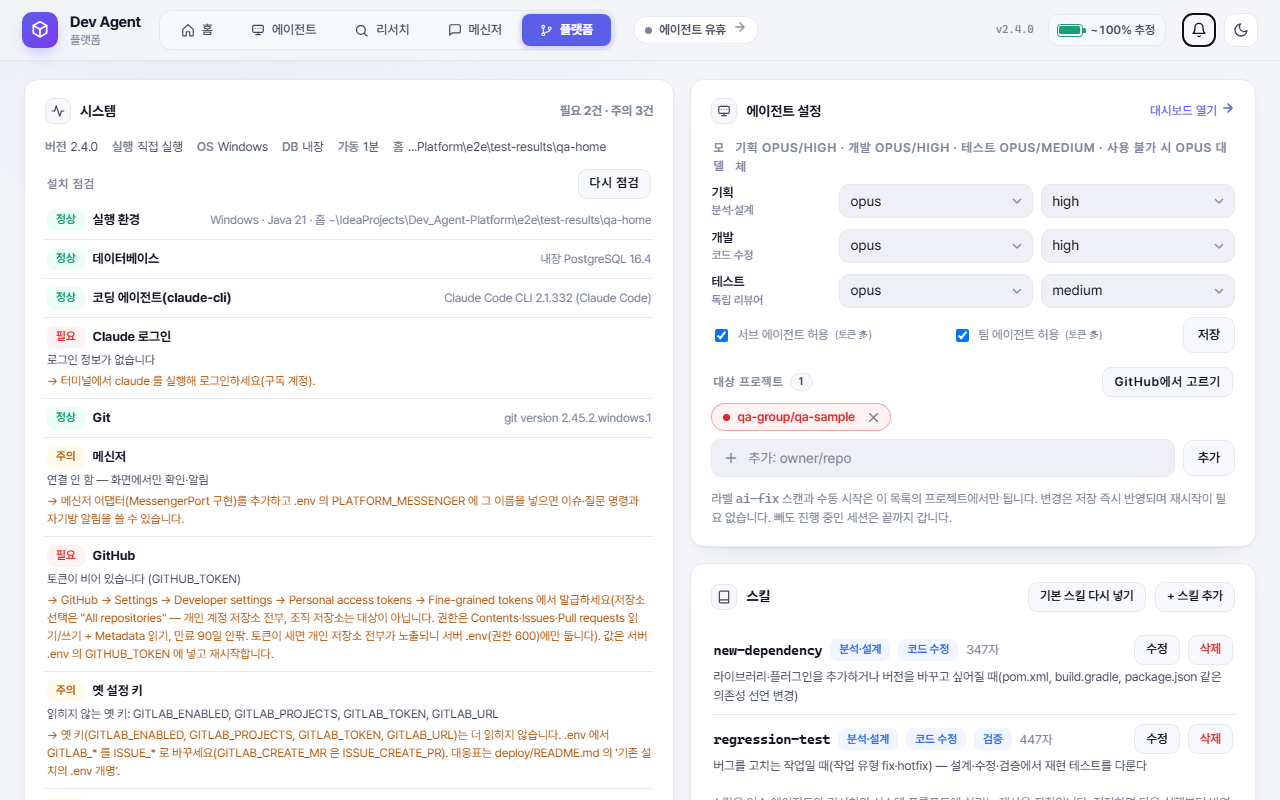 Dev Agent
플랫폼
홈
에이전트
리서치
메신저
플랫폼
에이전트 유휴 →
v2.4.0
~100% 추정
시스템
필요 2건 · 주의 3건
버전 2.4.0 실행 직접 실행 OS Windows DB 내장 가동 1분 홈 ...Platform\e2e\test-results\qa-home
설치 점검
다시 점검
정상 실행 환경 Windows · Java 21 · 홈 ~\IdeaProjects\Dev_Agent-Platform\e2e\test-results\qa-home
정상 데이터베이스 내장 PostgreSQL 16.4
정상 코딩 에이전트(claude-cli) Claude Code CLI 2.1.332 (Claude Code)
필요 Claude 로그인
로그인 정보가 없습니다
→ 터미널에서 claude 를 실행해 로그인하세요(구독 계정).
정상 Git git version 2.45.2.windows.1
주의 메신저
연결 안 함 — 화면에서만 확인·알림
→ 메신저 어댑터(MessengerPort 구현)를 추가하고 .env 의 PLATFORM_MESSENGER 에 그 이름을 넣으면 이슈·질문 명령과
자기방 알림을 쓸 수 있습니다.
필요 GitHub
토큰이 비어 있습니다 (GITHUB_TOKEN)
→ GitHub → Settings → Developer settings → Personal access tokens → Fine-grained tokens 에서 발급하세요(저장소
선택은 "All repositories" — 개인 계정 저장소 전부, 조직 저장소는 대상이 아닙니다. 권한은 Contents·Issues·Pull requests 읽
기/쓰기 + Metadata 읽기, 만료 90일 안팎. 토큰이 새면 개인 저장소 전부가 노출되니 서버 .env(권한 600)에만 둡니다). 값은 서버
.env 의 GITHUB_TOKEN 에 넣고 재시작합니다.
주의 옛 설정 키
읽히지 않는 옛 키: GITLAB_ENABLED, GITLAB_PROJECTS, GITLAB_TOKEN, GITLAB_URL
→ 옛 키(GITLAB_ENABLED, GITLAB_PROJECTS, GITLAB_TOKEN, GITLAB_URL)는 더 읽히지 않습니다. .env 에서
GITLAB_* 를 ISSUE_* 로 바꾸세요(GITLAB_CREATE_MR 은 ISSUE_CREATE_PR). 대응표는 deploy/README.md 의 '기존 설
치의 .env 개명'.
에이전트 설정
대시보드 열기 →
모델
기획 OPUS/HIGH · 개발 OPUS/HIGH · 테스트 OPUS/MEDIUM · 사용 불가 시 OPUS 대
체
기획
분석·설계
opus
high
개발
코드 수정
opus
high
테스트
독립 리뷰어
opus
medium
서브 에이전트 허용 (토큰 多)
팀 에이전트 허용 (토큰 多)
저장
대상 프로젝트 1
GitHub에서 고르기
qa-group/qa-sample ×
+ 추가: owner/repo
추가
라벨 ai-fix 스캔과 수동 시작은 이 목록의 프로젝트에서만 됩니다. 변경은 저장 즉시 반영되며 재시작이 필
요 없습니다. 빼도 진행 중인 세션은 끝까지 갑니다.
스킬
기본 스킬 다시 넣기
+ 스킬 추가
new-dependency 분석·설계 코드 수정 347자
수정
삭제
라이브러리·플러그인을 추가하거나 버전을 바꾸고 싶어질 때(pom.xml, build.gradle, package.json 같은
의존성 선언 변경)
regression-test 분석·설계 코드 수정 검증 447자
수정
삭제
버그를 고치는 작업일 때(작업 유형 fix·hotfix) — 설계·수정·검증에서 재현 테스트를 다룬다